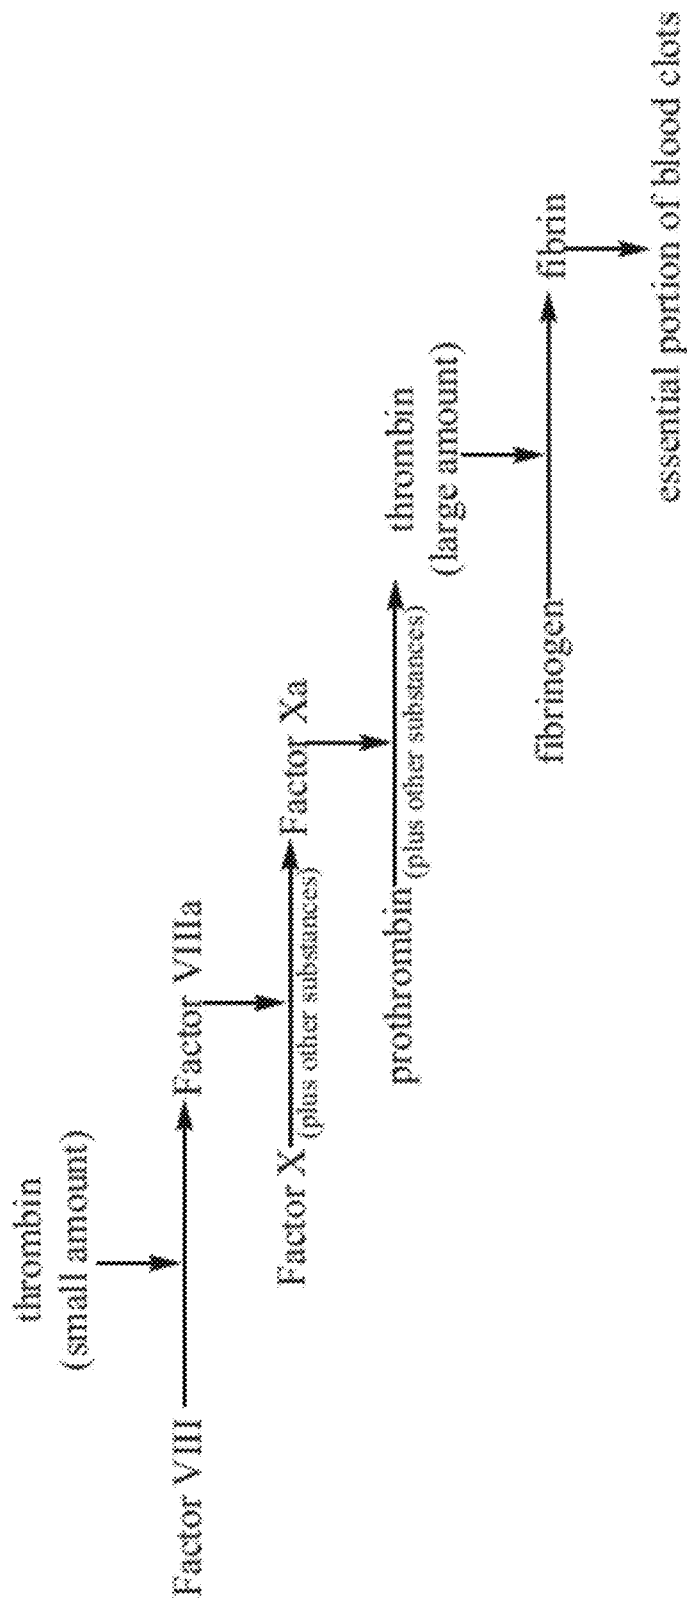 thrombin
(small amount)
Factor VIII
Factor VIIIa
Factor X
(plus other substances)
Factor Xa
prothrombin
(plus other substances)
thrombin
(large amount)
fibrinogen
fibrin
essential portion of blood clots